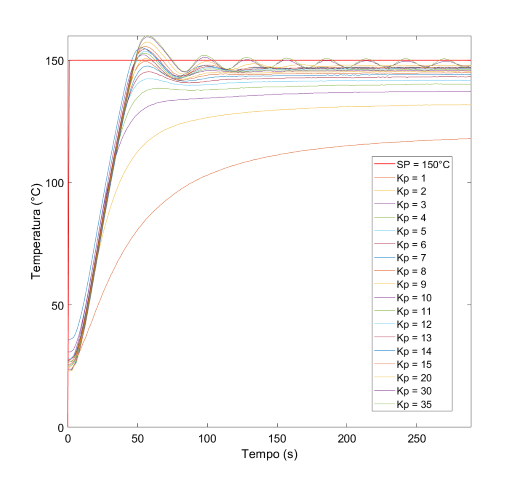 150
100
50
0
Temperatura (°C)
SP = 150°C
Kp = 1
Kp = 2
Kp = 3
Kp = 4
Kp = 5
Kp = 6
Kp = 7
Kp = 8
Kp = 9
Kp = 10
Kp = 11
Kp = 12
Kp = 13
Kp = 14
Kp = 15
Kp = 20
Kp = 30
Kp = 35
0 50 100 150 200 250
Tempo (s)